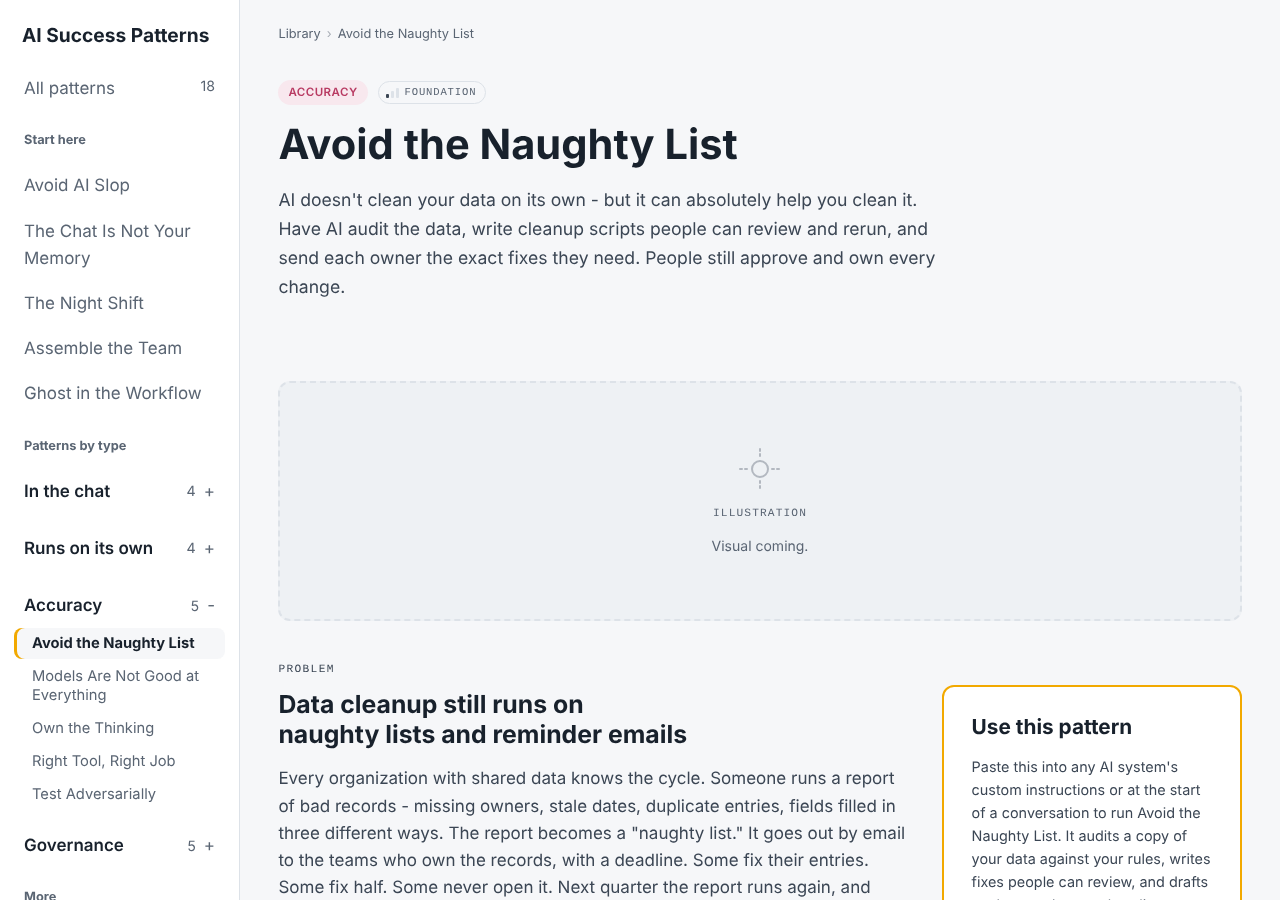 AI Success Patterns
All patterns 18
Start here
Avoid AI Slop
The Chat Is Not Your
Memory
The Night Shift
Assemble the Team
Ghost in the Workflow
Patterns by type
In the chat 4 +
Runs on its own 4 +
Accuracy 5 -
Avoid the Naughty List
Models Are Not Good at
Everything
Own the Thinking
Right Tool, Right Job
Test Adversarially
Governance 5 +
More
Library › Avoid the Naughty List
ACCURACY FOUNDATION
Avoid the Naughty List
AI doesn't clean your data on its own - but it can absolutely help you clean it.
Have AI audit the data, write cleanup scripts people can review and rerun, and
send each owner the exact fixes they need. People still approve and own every
change.
ILLUSTRATION
Visual coming.
PROBLEM
Data cleanup still runs on
naughty lists and reminder emails
Every organization with shared data knows the cycle. Someone runs a report
of bad records - missing owners, stale dates, duplicate entries, fields filled in
three different ways. The report becomes a "naughty list." It goes out by email
to the teams who own the records, with a deadline. Some fix their entries.
Some fix half. Some never open it. Next quarter the report runs again, and
Use this pattern
Paste this into any AI system's
custom instructions or at the start
of a conversation to run Avoid the
Naughty List. It audits a copy of
your data against your rules, writes
fixes people can review, and drafts